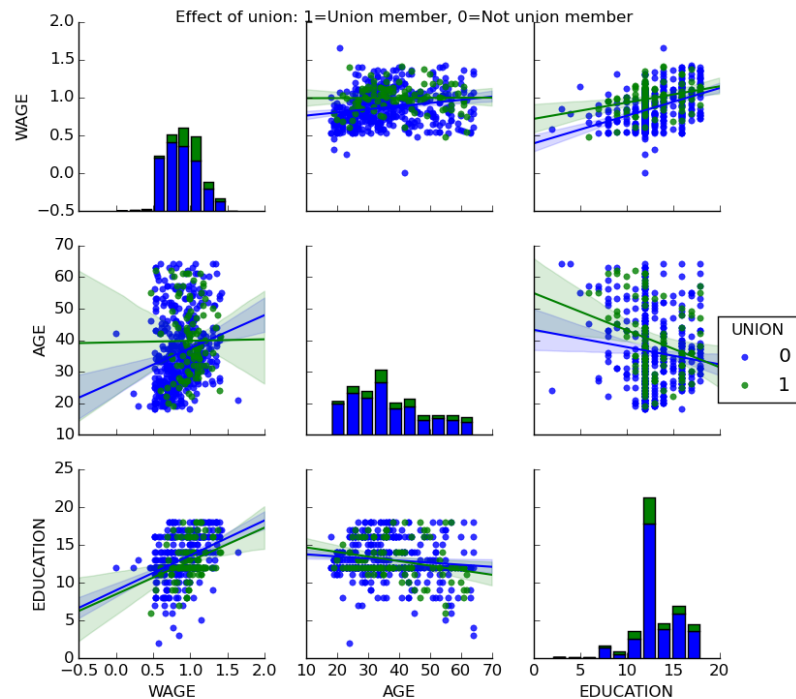 Effect of union: 1=Union member, 0=Not union member
WAGE
2.0
1.5
1.0
0.5
0.0
−0.5
AGE
70
60
50
40
30
20
10
UNION
0
1
EDUCATION
25
20
15
10
5
0
−0.5 0.0 0.5 1.0 1.5 2.0
10 20 30 40 50 60 70
0 5 10 15 20
WAGE
AGE
EDUCATION